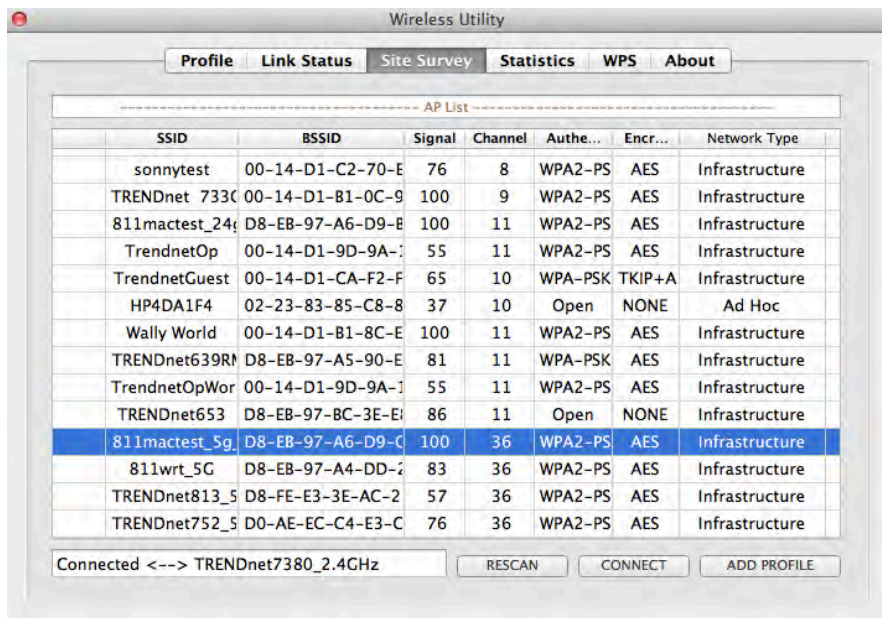 Wireless Utility
Profile Link Status Site Survey Statistics WPS About
AP List
SSID BSSID Signal Channel Authe... Encr... Network Type
sonnytest 00-14-D1-C2-70-E 76 8 WPA2-PS AES Infrastructure
TRENDnet 733 00-14-D1-B1-0C-9 100 9 WPA2-PS AES Infrastructure
811mactest_24 D8-EB-97-A6-D9-B 100 11 WPA2-PS AES Infrastructure
TrendnetOp 00-14-D1-9D-9A- 55 11 WPA2-PS AES Infrastructure
TrendnetGuest 00-14-D1-CA-F2-F 65 10 WPA-PSK TKIP+A Infrastructure
HP4DA1F4 02-23-83-85-C8-8 37 10 Open NONE Ad Hoc
Wally World 00-14-D1-B1-8C-E 100 11 WPA2-PS AES Infrastructure
TRENDnet639R D8-EB-97-A5-90-E 81 11 WPA-PSK AES Infrastructure
TrendnetOpWor 00-14-D1-9D-9A-1 55 11 WPA2-PS AES Infrastructure
TRENDnet653 D8-EB-97-BC-3E-E 86 11 Open NONE Infrastructure
811mactest_5g_ D8-EB-97-A6-D9-C 100 36 WPA2-PS AES Infrastructure
811wrt_5G D8-EB-97-A4-DD-2 83 36 WPA2-PS AES Infrastructure
TRENDnet813_5 D8-FE-E3-3E-AC-2 57 36 WPA2-PS AES Infrastructure
TRENDnet752_5 D0-AE-EC-C4-E3-C 76 36 WPA2-PS AES Infrastructure
Connected <--> TRENDnet7380_2.4GHz RESCAN CONNECT ADD PROFILE